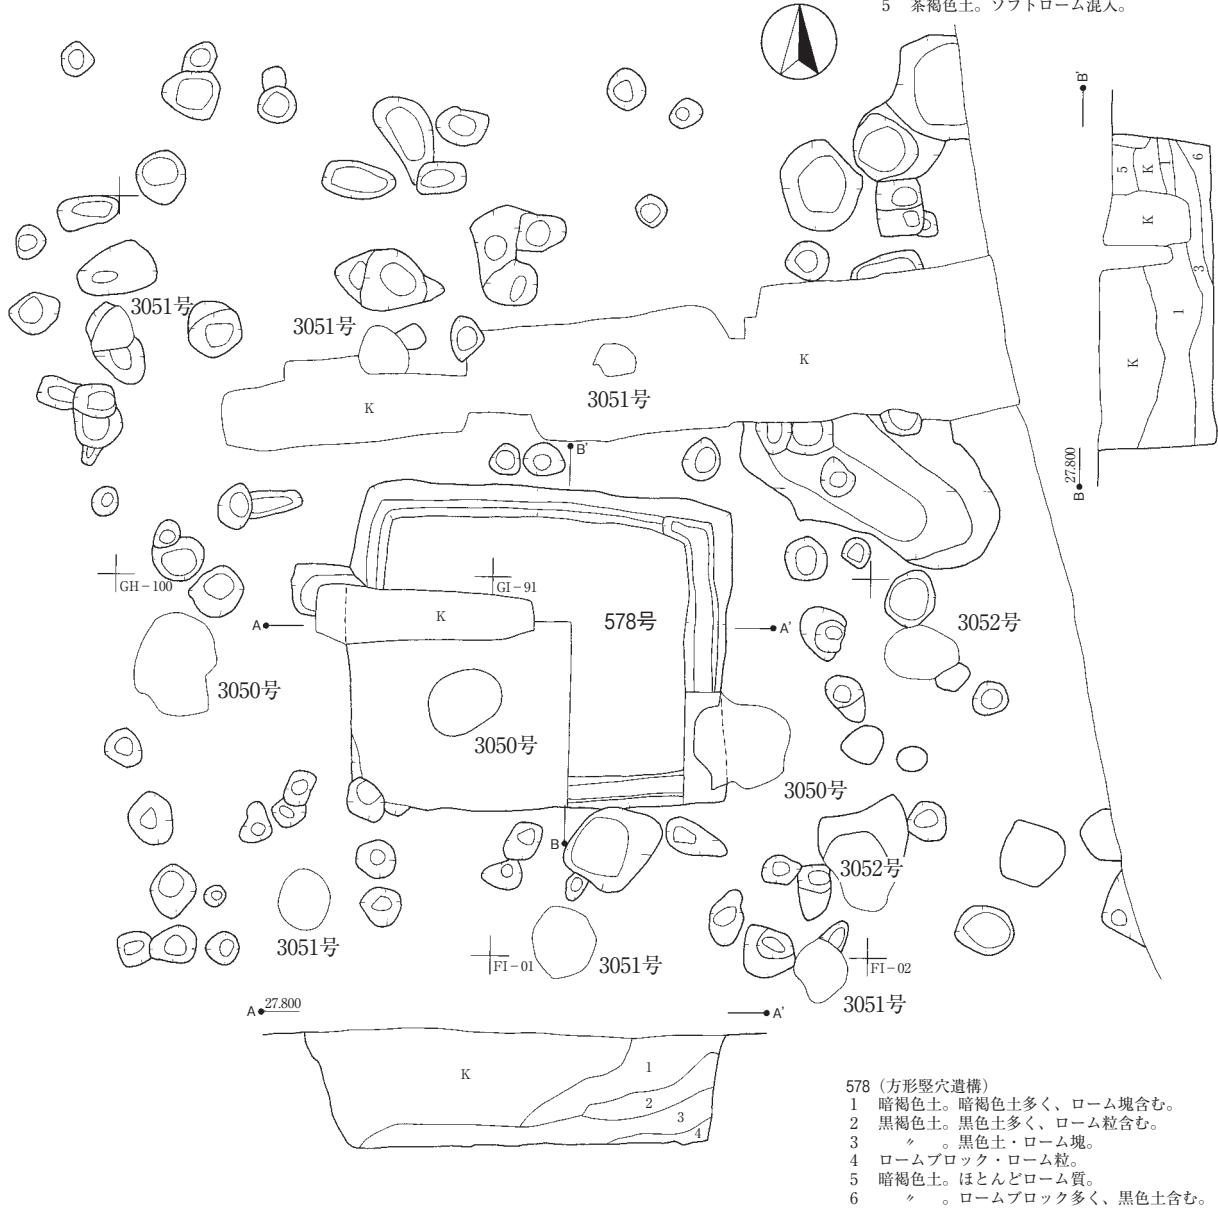 5 茶褐色土。ソフトローム混入。
B'
5
K
1
6
K
3
1
K
27.800
B
3051号
3051号
3051号
K
K
B'
GH-100
GI-91
K
578号
A
A'
3052号
3050号
3050号
3050号
B
3052号
3051号
FI-01
3051号
FI-02
3051号
A 27.800
A'
K
1
2
3
4
578（方形竪穴遺構）
1 暗褐色土。暗褐色土多く、ローム塊含む。
2 黒褐色土。黒色土多く、ローム粒含む。
3 〃 。黒色土・ローム塊。
4 ロームブロック・ローム粒。
5 暗褐色土。ほとんどローム質。
6 〃 。ロームブロック多く、黒色土含む。